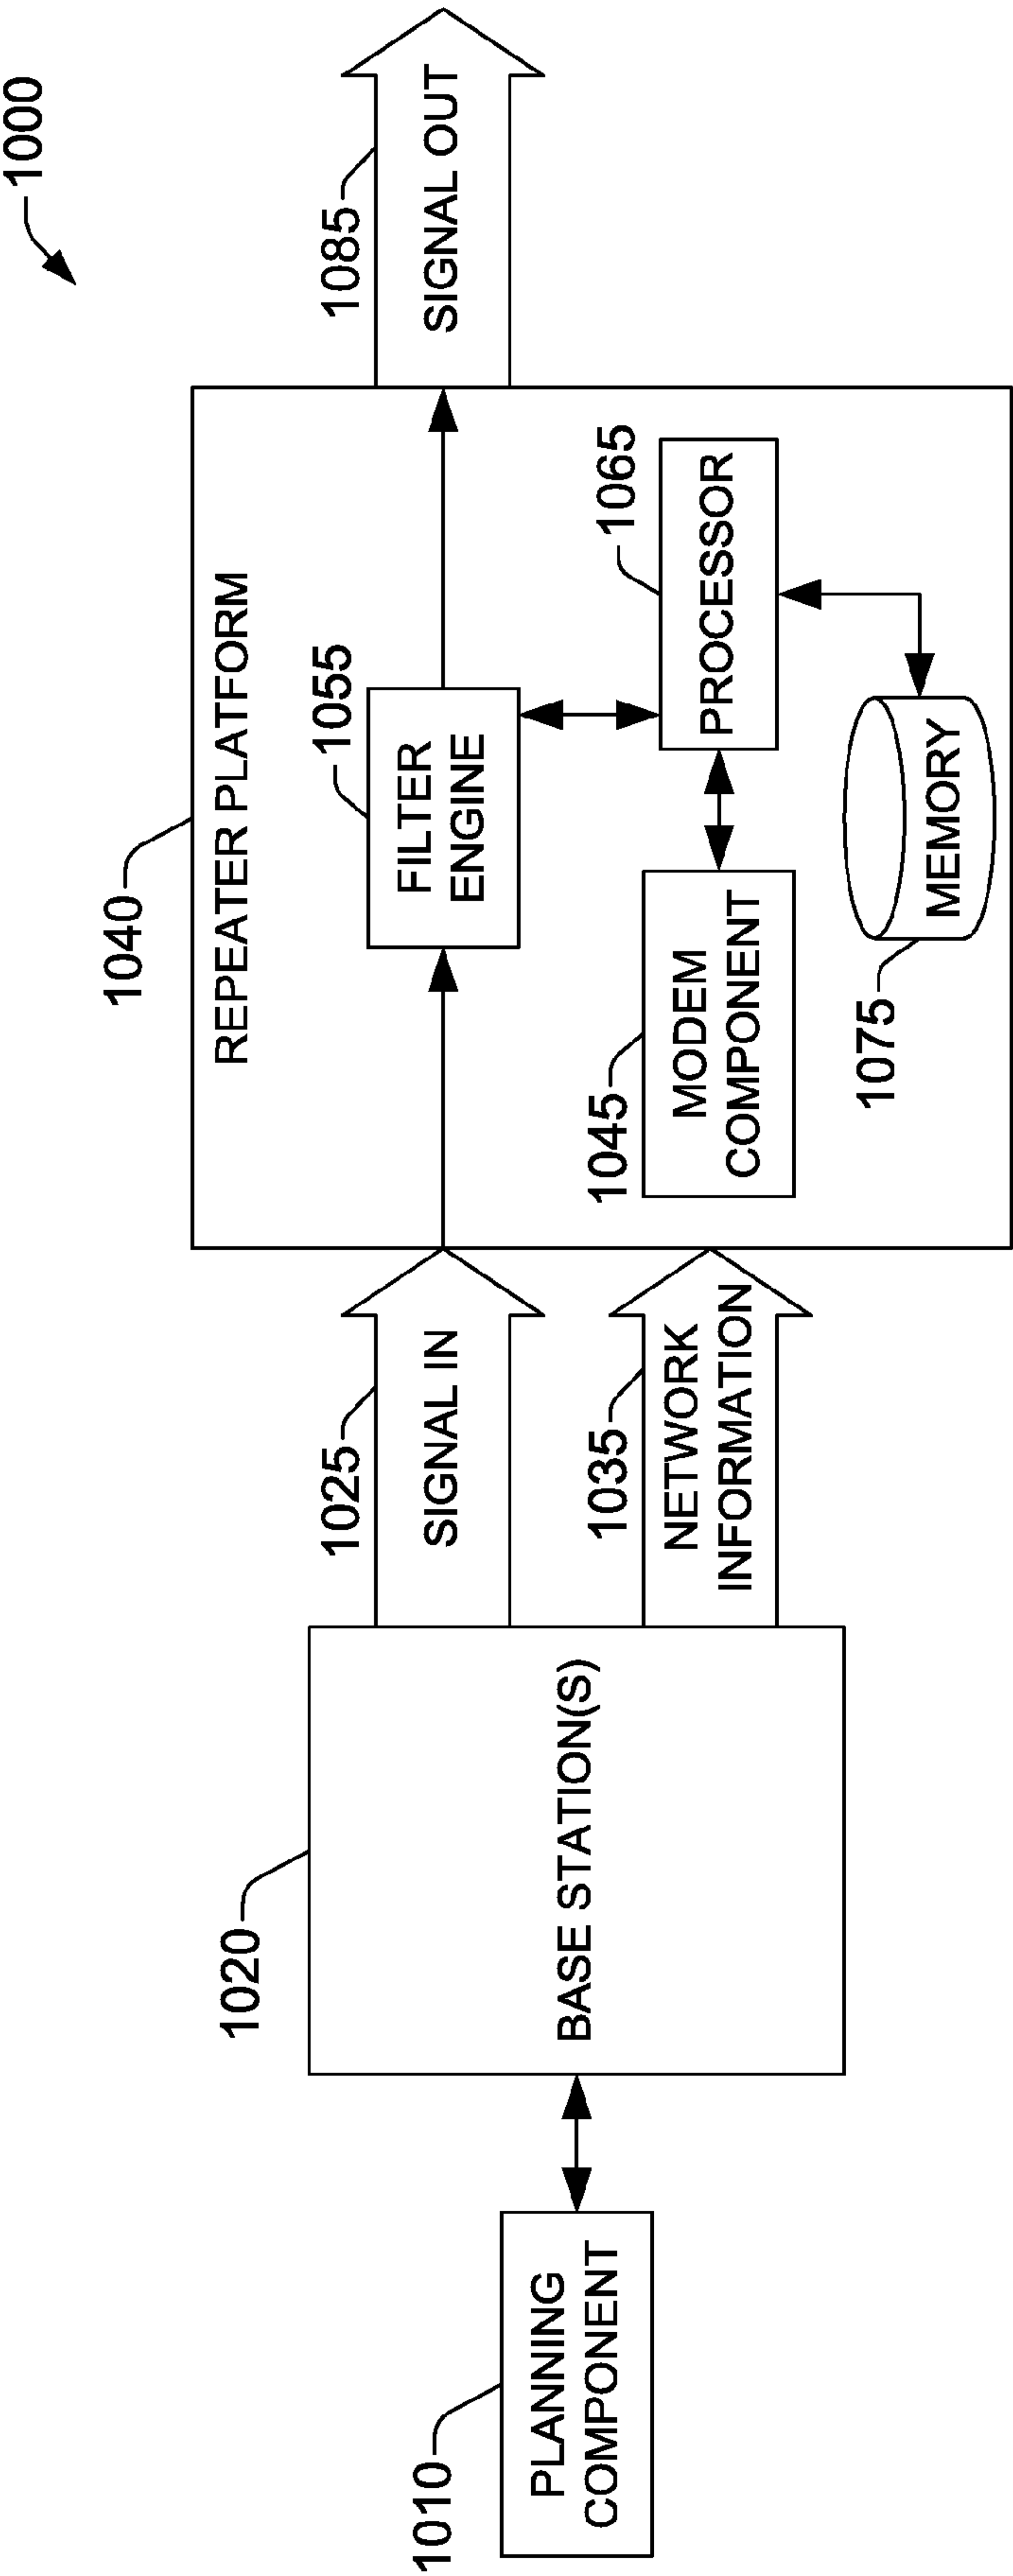 1000
1040
REPEATER PLATFORM
1085
SIGNAL OUT
1055
FILTER
ENGINE
1065
PROCESSOR
1045
MODEM
COMPONENT
1075
MEMORY
1025
SIGNAL IN
1035
NETWORK
INFORMATION
1020
BASE STATION(S)
1010
PLANNING
COMPONENT